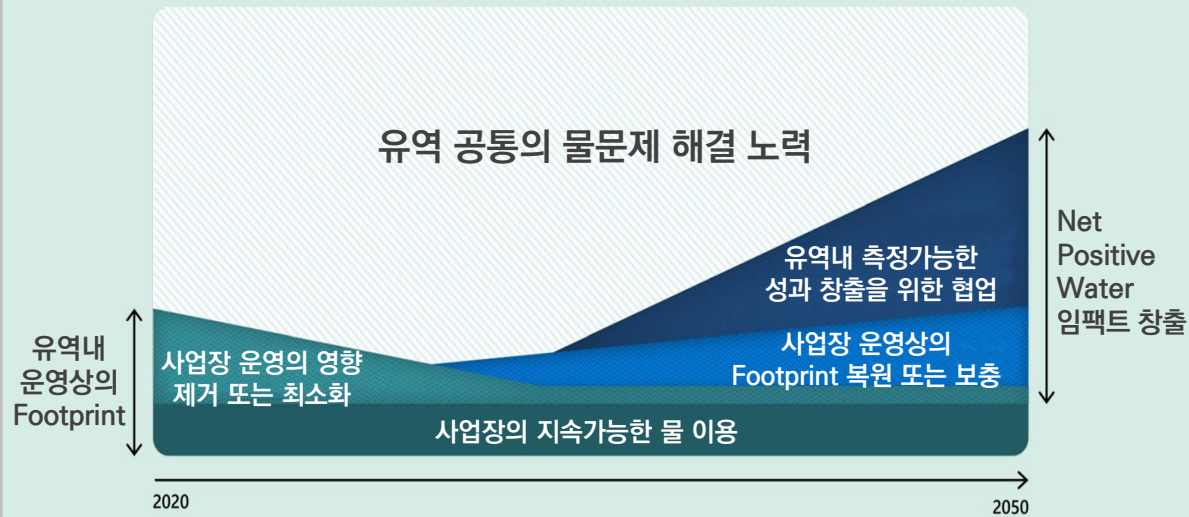 유역 공통의 물문제 해결 노력
유역내 측정가능한
성과 창출을 위한 협업
Net
Positive
Water
임팩트 창출
유역내
운영상의
Footprint
사업장 운영의 영향
제거 또는 최소화
사업장 운영상의
Footprint 복원 또는 보충
사업장의 지속가능한 물 이용
2020
2050